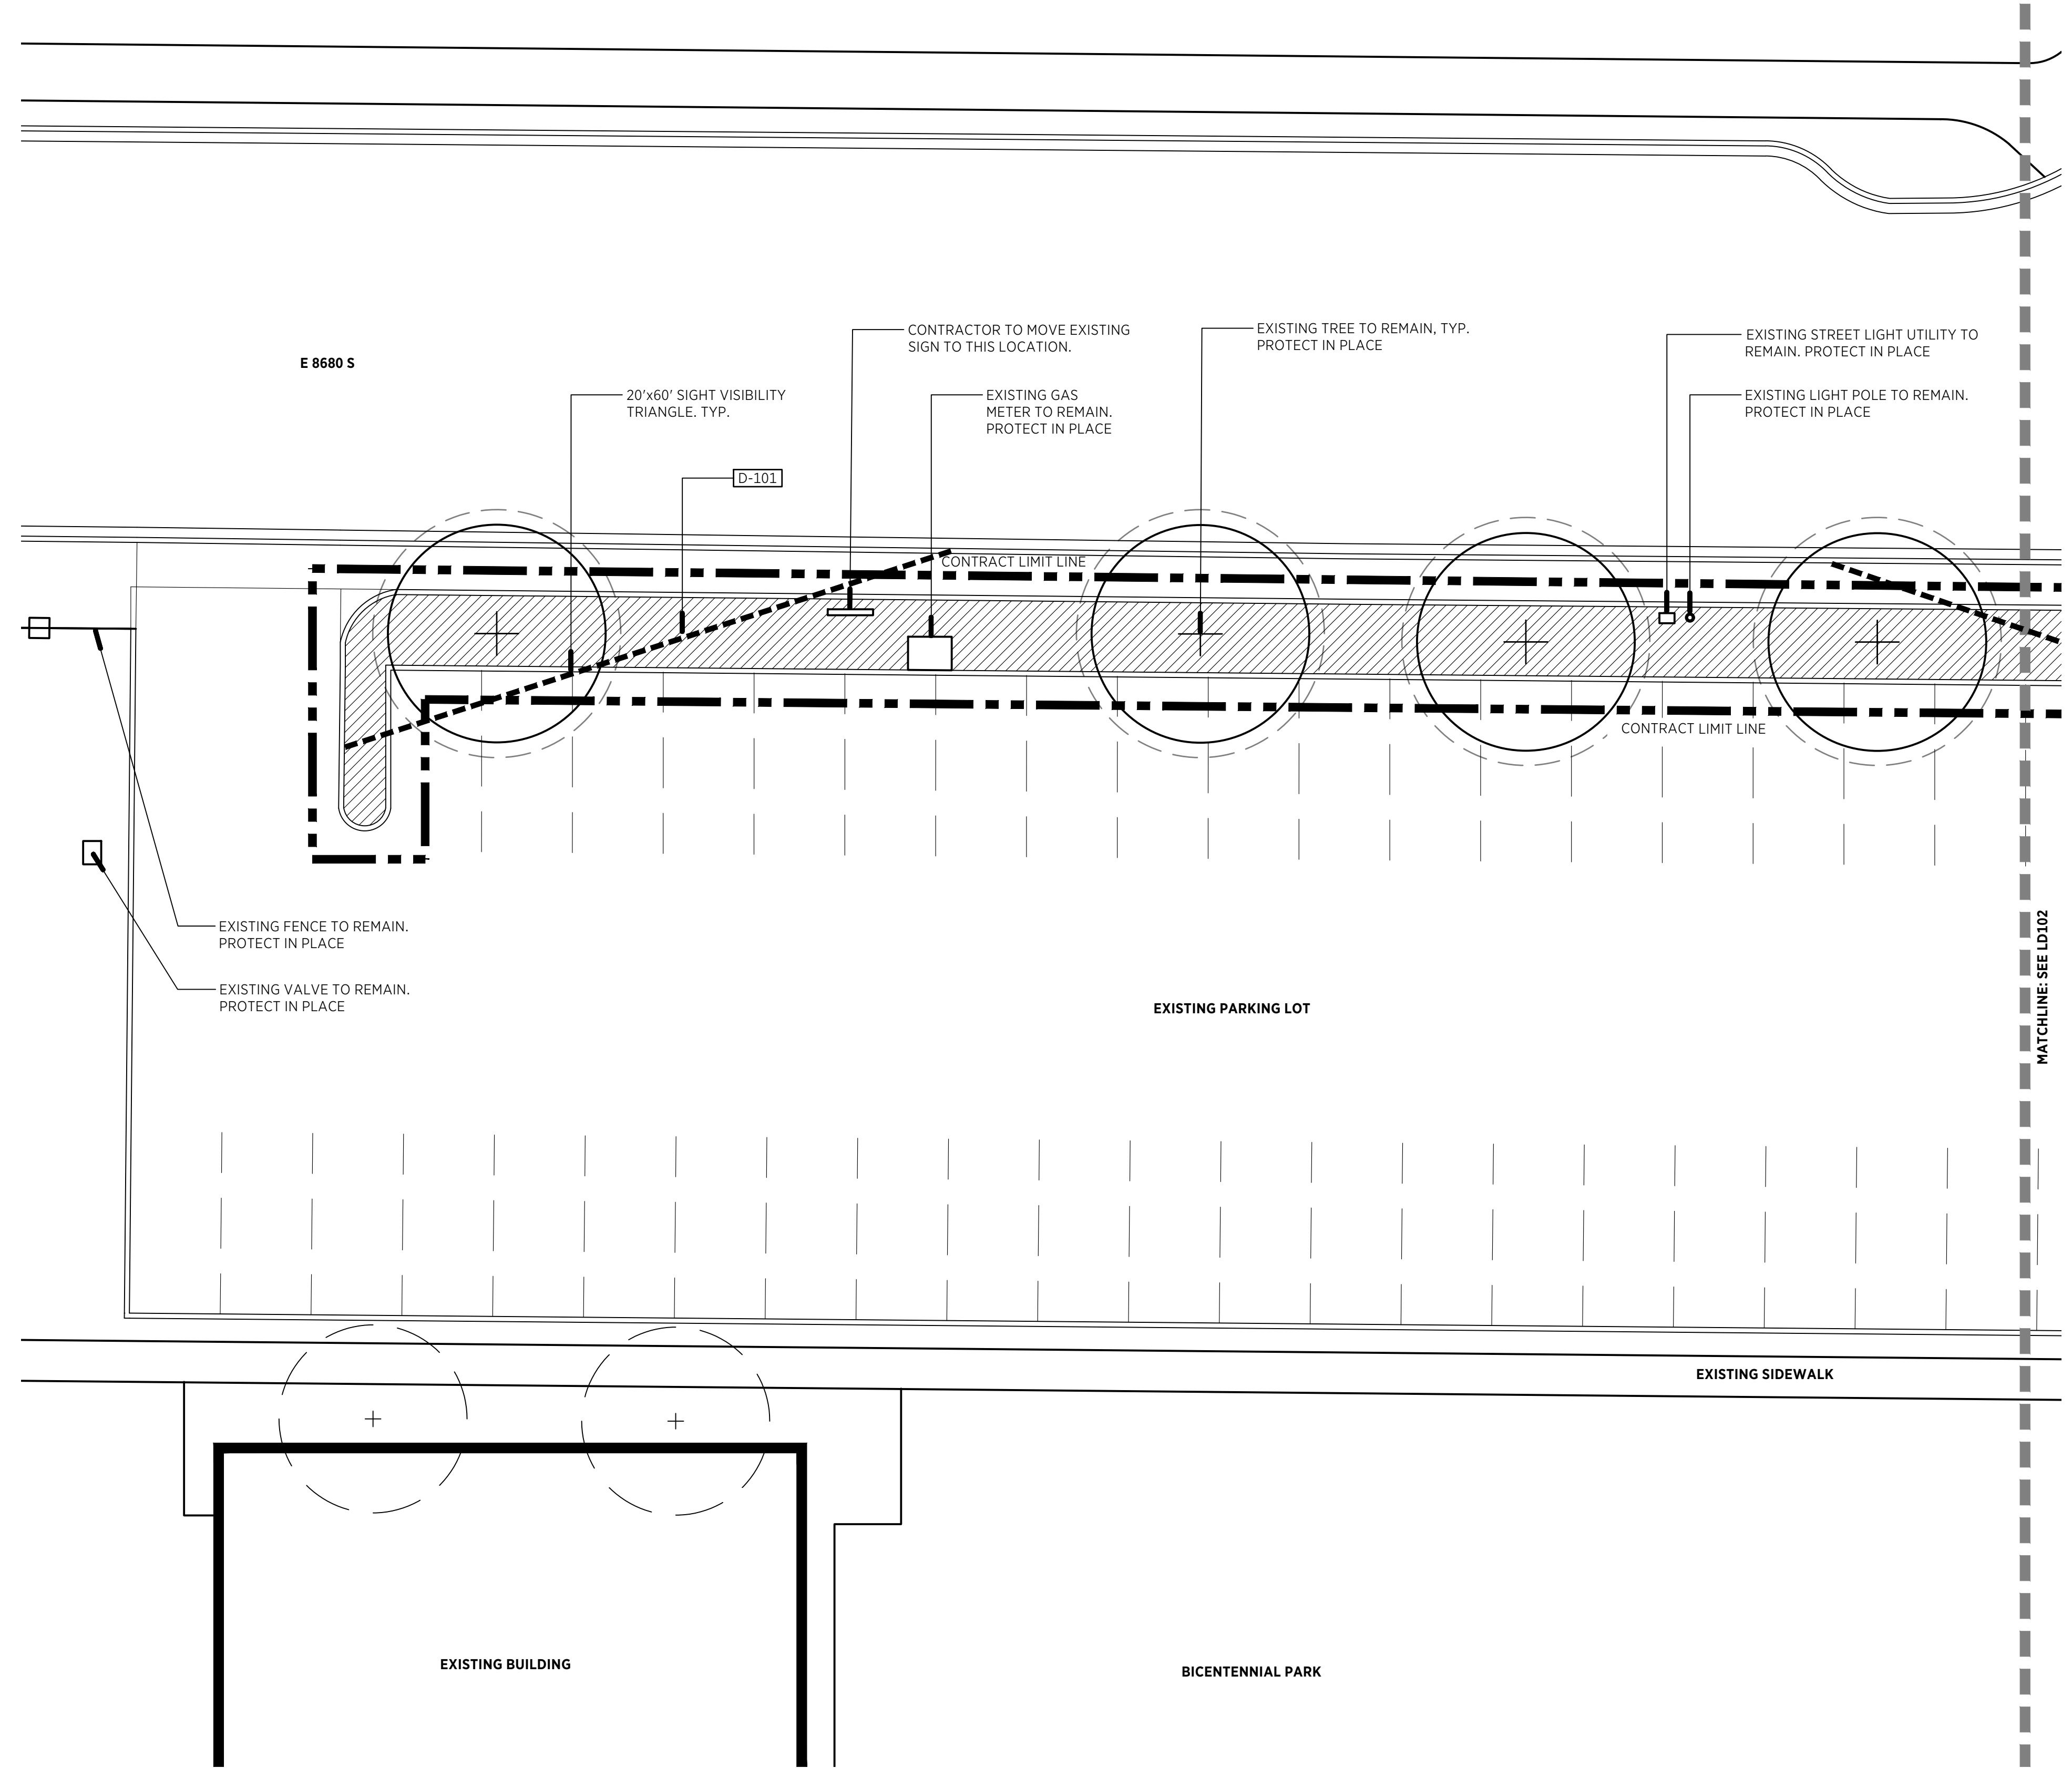 CONTRACTOR TO MOVE EXISTING
SIGN TO THIS LOCATION.
EXISTING TREE TO REMAIN, TYP.
PROTECT IN PLACE
EXISTING STREET LIGHT UTILITY TO
REMAIN. PROTECT IN PLACE
E 8680 S
20'x60' SIGHT VISIBILITY
TRIANGLE. TYP.
EXISTING GAS
METER TO REMAIN.
PROTECT IN PLACE
EXISTING LIGHT POLE TO REMAIN.
PROTECT IN PLACE
D-101
CONTRACT LIMIT LINE
CONTRACT LIMIT LINE
EXISTING FENCE TO REMAIN.
PROTECT IN PLACE
EXISTING VALVE TO REMAIN.
PROTECT IN PLACE
EXISTING PARKING LOT
MATCHLINE: SEE LD102
EXISTING SIDEWALK
EXISTING BUILDING
BICENTENNIAL PARK